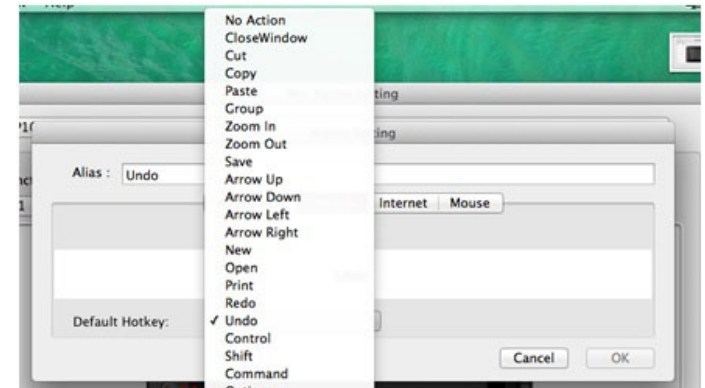 Help
No Action
CloseWindow
Cut
Copy
Paste
Group
Zoom In
Zoom Out
Save
Arrow Up
Arrow Down
Arrow Left
Arrow Right
New
Open
Print
Redo
✓ Undo
Control
Shift
Command
Alias : Undo
Internet Mouse
Default Hotkey:
Cancel OK